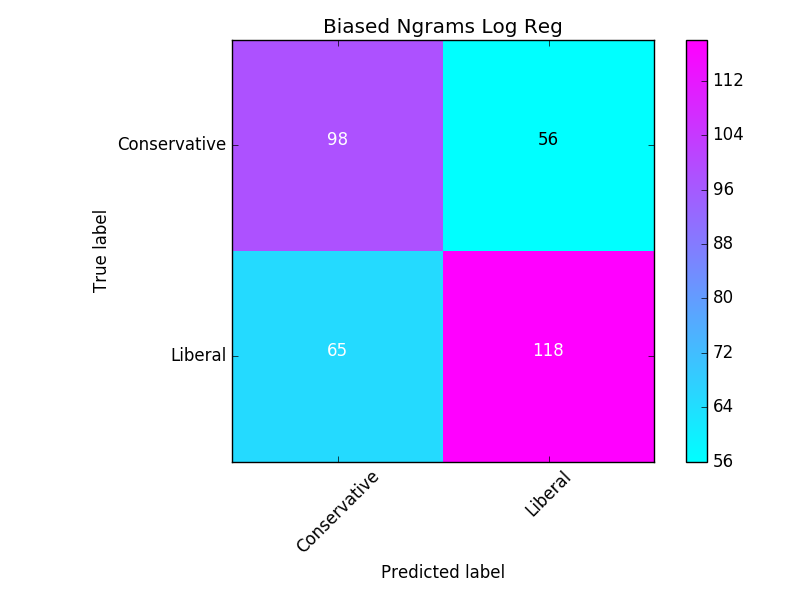 Biased Ngrams Log Reg
True label
Conservative
98
56
Liberal
65
118
Conservative
Liberal
Predicted label
112
104
96
88
80
72
64
56